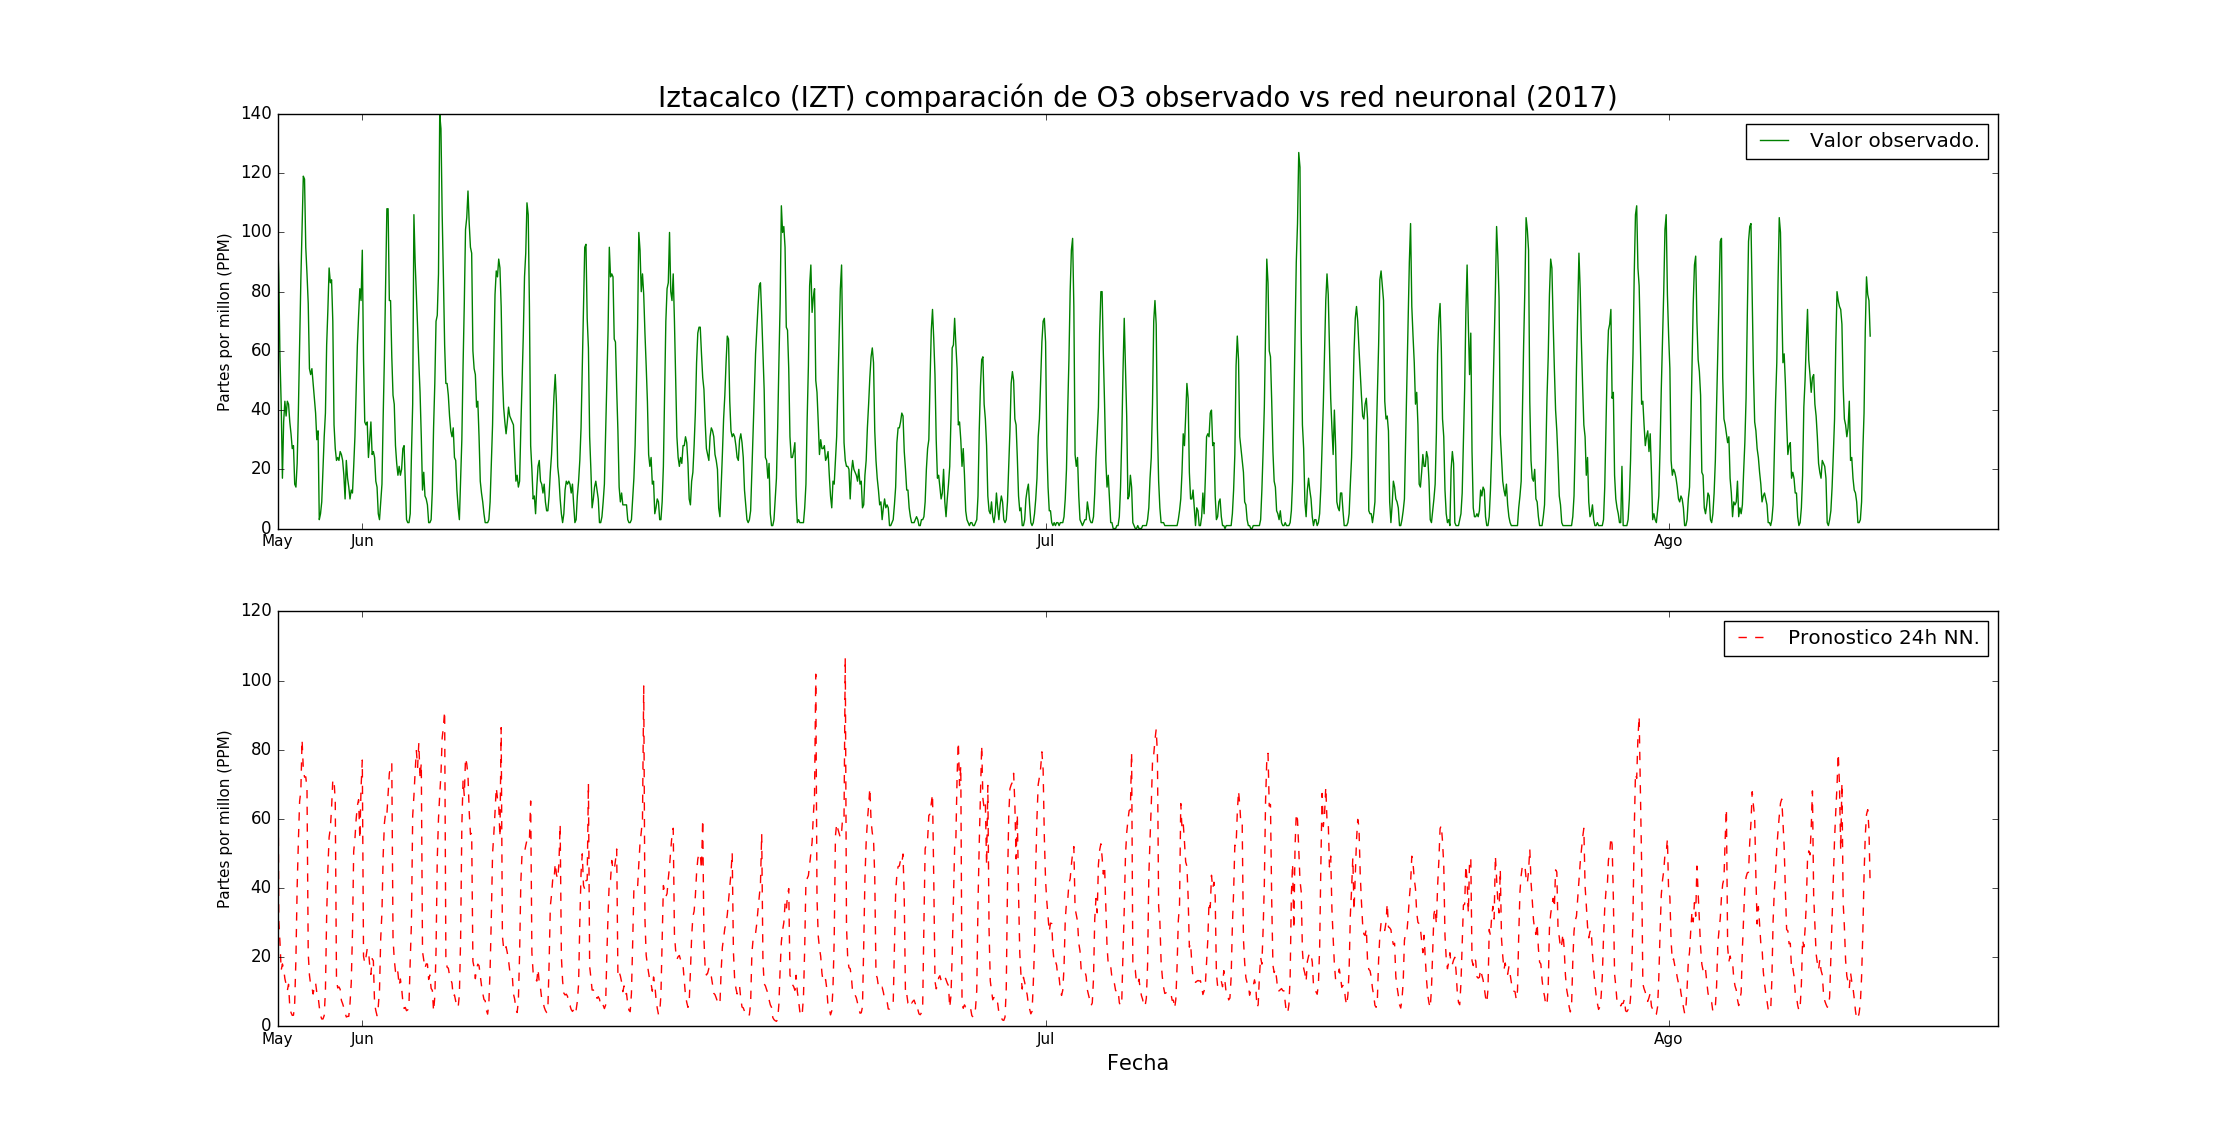 Iztacalco (IZT) comparación de O3 observado vs red neuronal (2017)
140
120
100
80
60
40
20
0
Partes por millon (PPM)
Valor observado.
May Jun Jul Ago
120
100
80
60
40
20
0
Partes por millon (PPM)
Pronostico 24h NN.
May Jun Jul Ago
Fecha